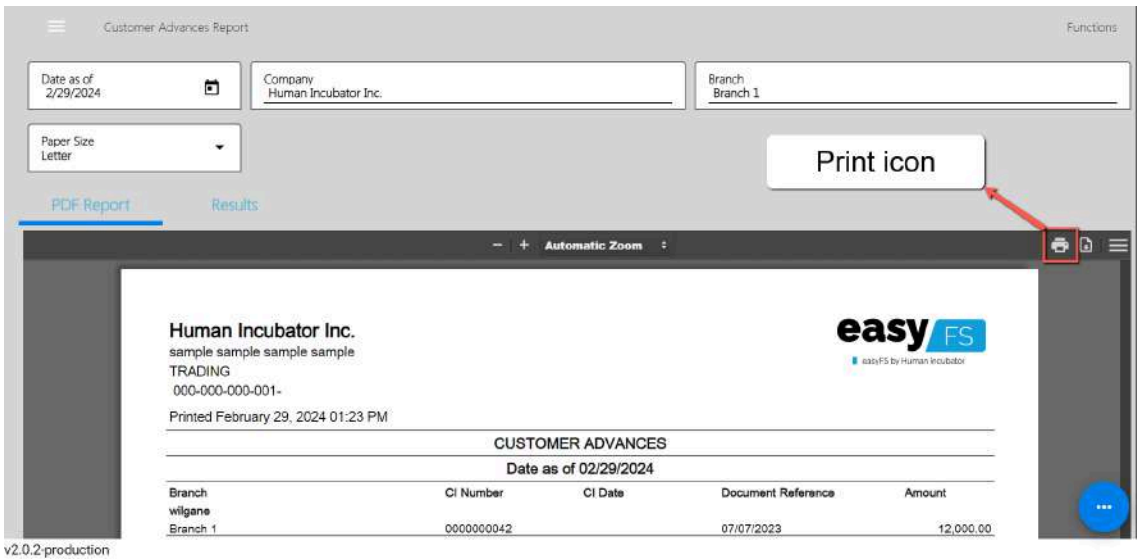 Customer Advances Report Functions
Date as of Company Branch
2/29/2024 Human Incubator Inc. Branch 1
Paper Size
Letter
Print icon
PDF Report Results
− + Automatic Zoom
Human Incubator Inc.
easy FS
sample sample sample sample
easyFS by Human Incubator
TRADING
000-000-000-001-
Printed February 29, 2024 01:23 PM
CUSTOMER ADVANCES
Date as of 02/29/2024
Branch CI Number CI Date Document Reference Amount
wilgane
Branch 1 0000000042 07/07/2023 12,000.00
v2.0.2-production